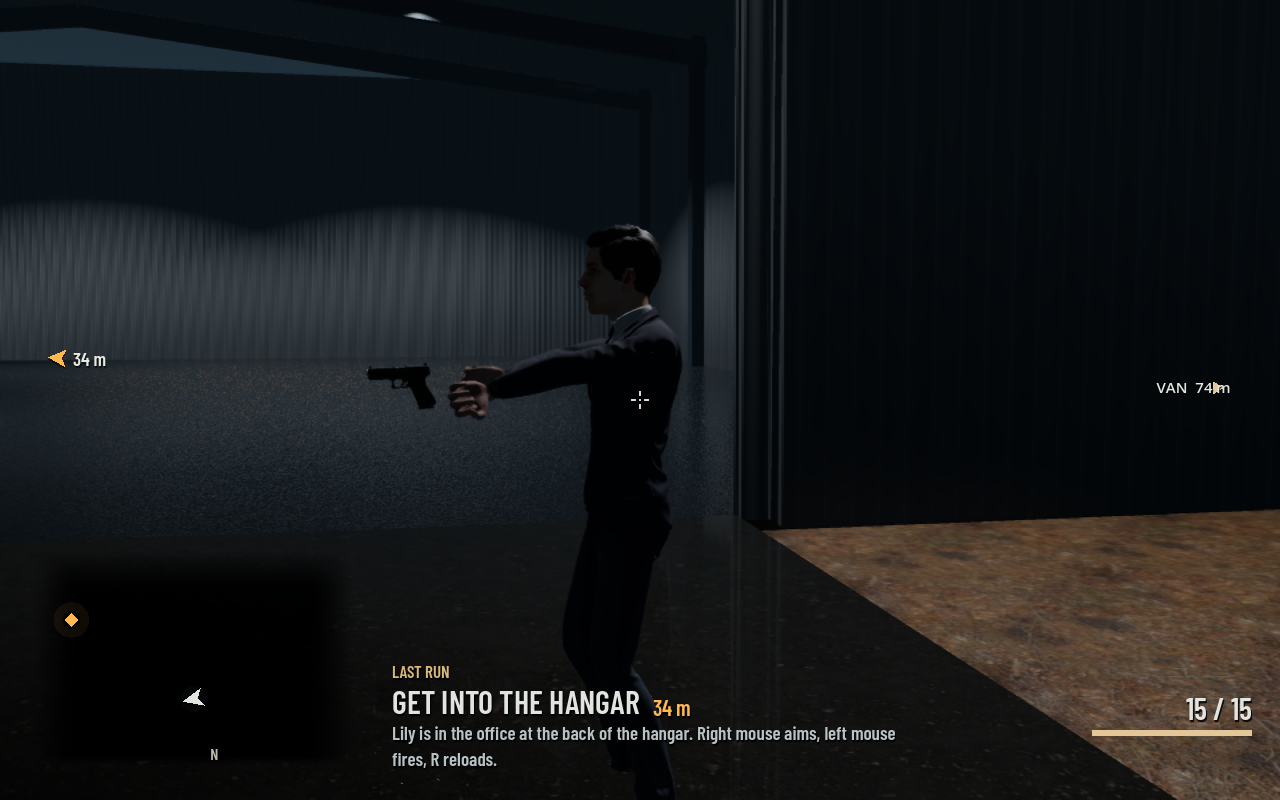 34 m
VAN 74m
N
LAST RUN
GET INTO THE HANGAR 34 m
Lily is in the office at the back of the hangar. Right mouse aims, left mouse
fires, R reloads.
15 / 15